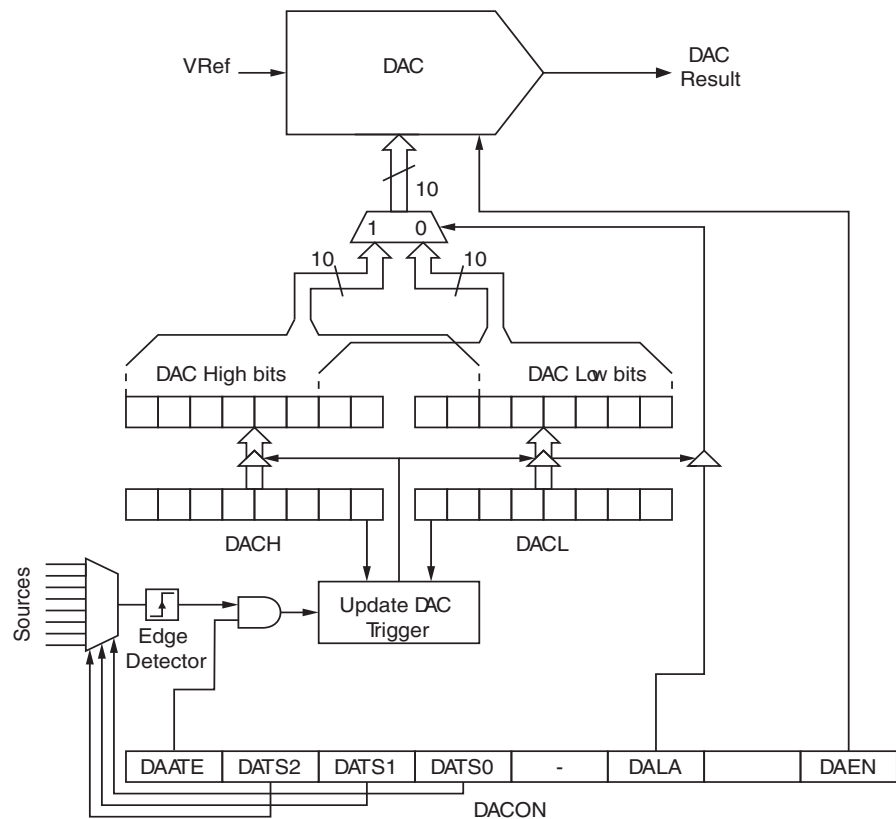 VRef
DAC
DAC
Result
10
1 0
10
10
DAC High bits
DAC Low bits
DACH
DACL
Sources
Edge
Detector
Update DAC
Trigger
DAATE DATS2 DATS1 DATS0 - DALA DAEN
DACON